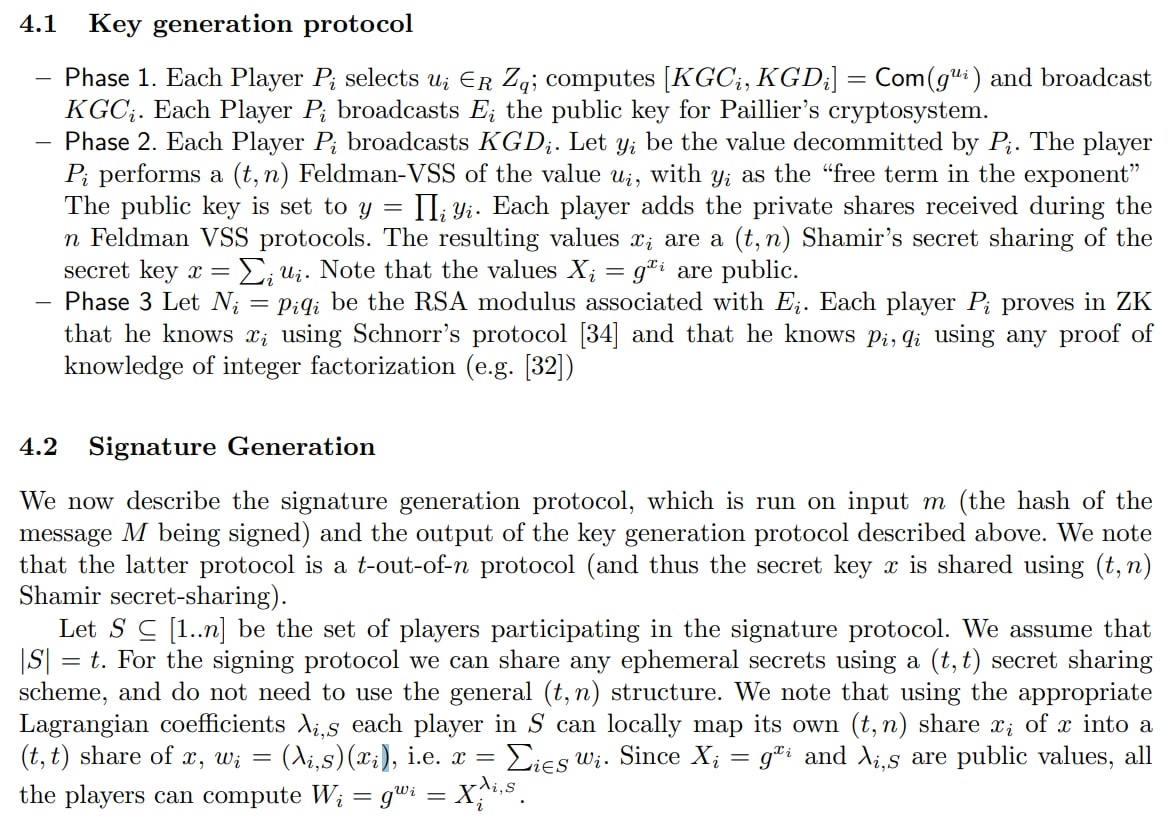 4.1 Key generation protocol
– Phase 1. Each Player P_i selects u_i ∈_R Z_q; computes [KGC_i, KGD_i] = Com(g^{u_i}) and broadcast
KGC_i. Each Player P_i broadcasts E_i the public key for Paillier's cryptosystem.
– Phase 2. Each Player P_i broadcasts KGD_i. Let y_i be the value decommitted by P_i. The player
P_i performs a (t, n) Feldman-VSS of the value u_i, with y_i as the “free term in the exponent”
The public key is set to y = ∏_i y_i. Each player adds the private shares received during the
n Feldman VSS protocols. The resulting values x_i are a (t, n) Shamir's secret sharing of the
secret key x = ∑_i u_i. Note that the values X_i = g^{x_i} are public.
– Phase 3 Let N_i = p_iq_i be the RSA modulus associated with E_i. Each player P_i proves in ZK
that he knows x_i using Schnorr's protocol [34] and that he knows p_i, q_i using any proof of
knowledge of integer factorization (e.g. [32])
4.2 Signature Generation
We now describe the signature generation protocol, which is run on input m (the hash of the
message M being signed) and the output of the key generation protocol described above. We note
that the latter protocol is a t-out-of-n protocol (and thus the secret key x is shared using (t, n)
Shamir secret-sharing).
Let S ⊆ [1..n] be the set of players participating in the signature protocol. We assume that
|S| = t. For the signing protocol we can share any ephemeral secrets using a (t, t) secret sharing
scheme, and do not need to use the general (t, n) structure. We note that using the appropriate
Lagrangian coefficients λ_{i,S} each player in S can locally map its own (t, n) share x_i of x into a
(t, t) share of x, w_i = (λ_{i,S})(x_i), i.e. x = ∑_{i∈S} w_i. Since X_i = g^{x_i} and λ_{i,S} are public values, all
the players can compute W_i = g^{w_i} = X_i^{λ_{i,S}}.